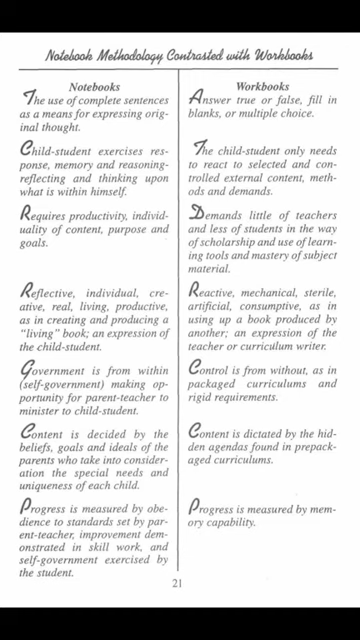 Notebook Methodology Contrasted with Workbooks
Notebooks
The use of complete sentences
as a means for expressing orig-
inal thought.
Child-student exercises res-
ponse, memory and reasoning-
reflecting and thinking upon
what is within himself.
Requires productivity, individ-
uality of content, purpose and
goals.
Reflective, individual, cre-
ative, real, living, productive,
as in creating and producing a
"living" book; an expression of
the child-student.
Government is from within
(self-government) making op-
portunity for parent-teacher to
minister to child-student.
Content is decided by the
beliefs, goals and ideals of the
parents who take into consider-
ation the special needs and
uniqueness of each child.
Progress is measured by obe-
dience to standards set by par-
ent-teacher, improvement dem-
onstrated in skill work, and
self-government exercised by
the student.
Workbooks
Answer true or false, fill in
blanks, or multiple choice.
The child-student only needs
to react to selected and con-
trolled external content, meth-
ods and demands.
Demands little of teachers
and less of students in the way
of scholarship and use of learn-
ing tools and mastery of subject
material.
Reactive, mechanical, sterile,
artificial, consumptive, as in
using up a book produced by
another; an expression of the
teacher or curriculum writer.
Control is from without, as in
packaged curriculums and
rigid requirements.
Content is dictated by the hid-
den agendas found in prepack-
aged curriculums.
Progress is measured by mem-
ory capability.
21